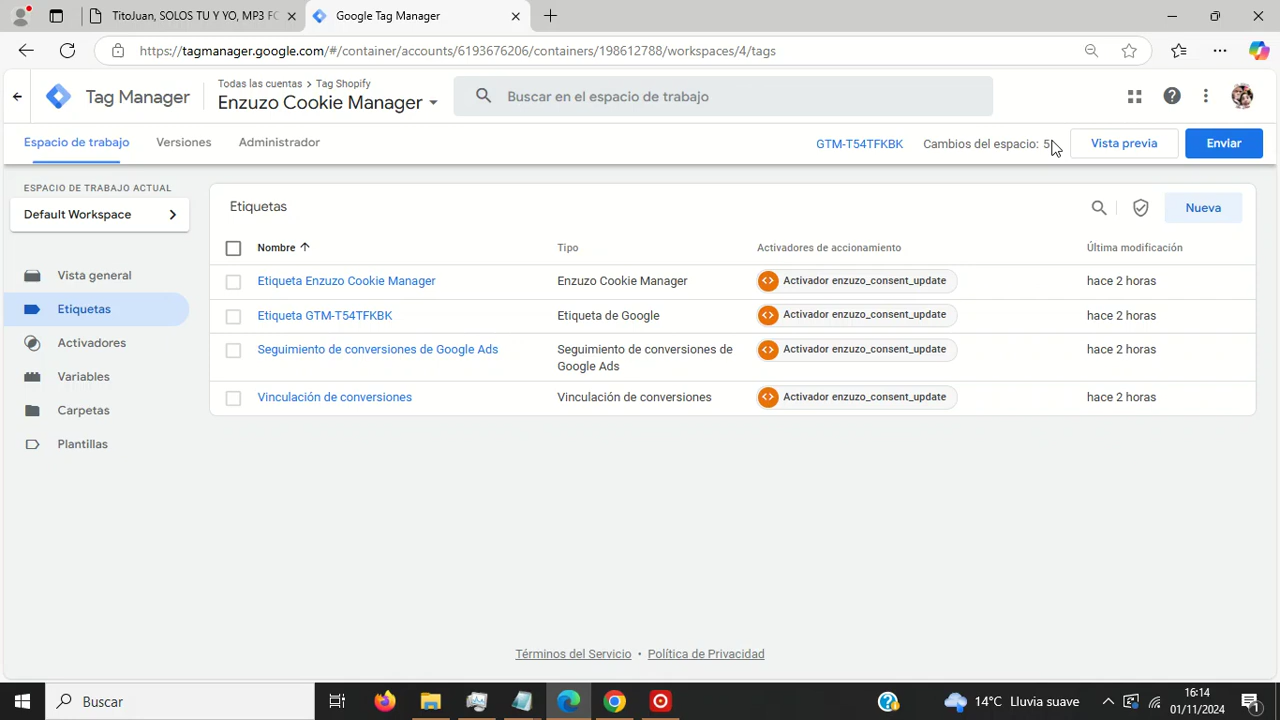 TitoJuan, SOLOS TU Y YO, MP3 FO
Google Tag Manager
https://tagmanager.google.com/#/container/accounts/6193676206/containers/198612788/workspaces/4/tags
Tag Manager
Todas las cuentas > Tag Shopify
Enzuzo Cookie Manager
Buscar en el espacio de trabajo
Espacio de trabajo
Versiones
Administrador
GTM-T54TFKBK
Cambios del espacio: 5
Vista previa
Enviar
ESPACIO DE TRABAJO ACTUAL
Default Workspace
Vista general
Etiquetas
Activadores
Variables
Carpetas
Plantillas
Etiquetas
Nueva
Nombre Tipo Activadores de accionamiento Última modificación
Etiqueta Enzuzo Cookie Manager Enzuzo Cookie Manager Activador enzuzo_consent_update hace 2 horas
Etiqueta GTM-T54TFKBK Etiqueta de Google Activador enzuzo_consent_update hace 2 horas
Seguimiento de conversiones de Google Ads Seguimiento de conversiones de Activador enzuzo_consent_update hace 2 horas
Google Ads
Vinculación de conversiones Vinculación de conversiones Activador enzuzo_consent_update hace 2 horas
Términos del Servicio • Política de Privacidad
Buscar
14°C Lluvia suave
16:14
01/11/2024
1